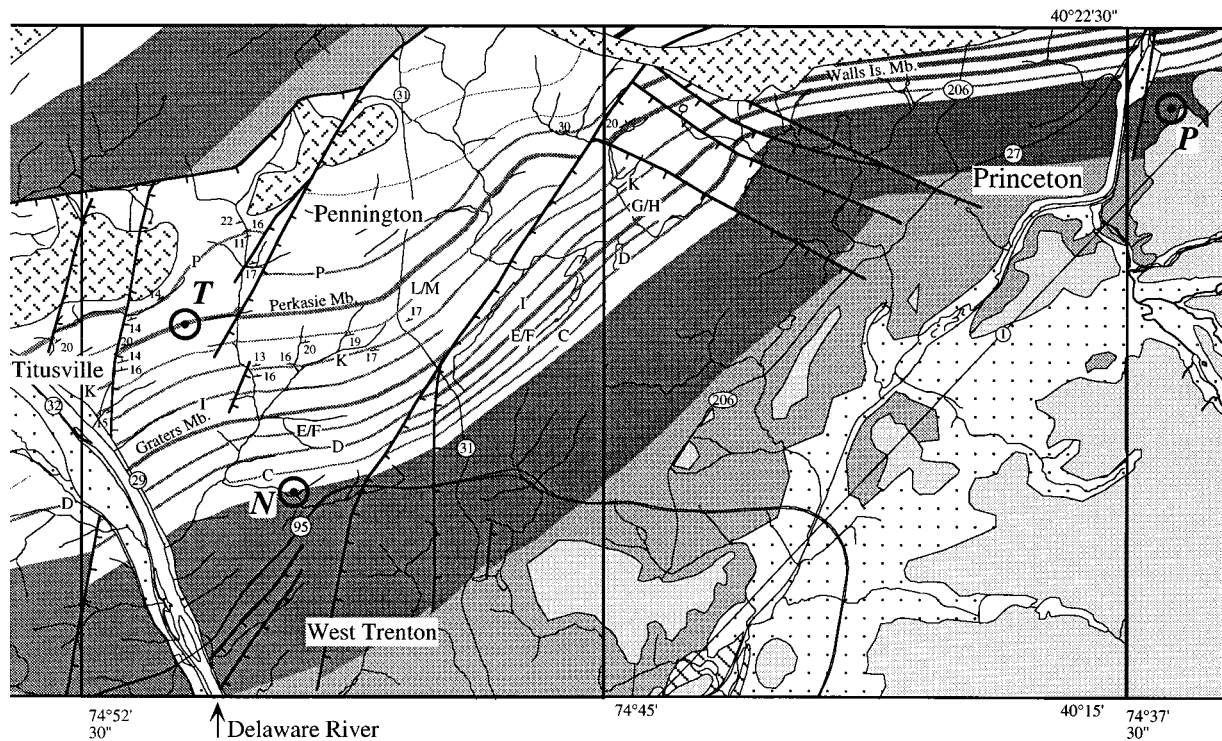 40°22'30"
Walls Is. Mb.
206
31
30
20
27
P
Princeton
K
G/H
Pennington
22
16
11
17
P
P
D
L/M
17
14
T
Perkasie Mb.
I
E/F
C
1
14
20
14
16
20
Titusville
K
13
16
16
20
19
17
K
32
15
I
Graters Mb.
E/F
D
206
31
29
C
D
N
95
West Trenton
74°52'
30"
Delaware River
74°45'
40°15'
74°37'
30"